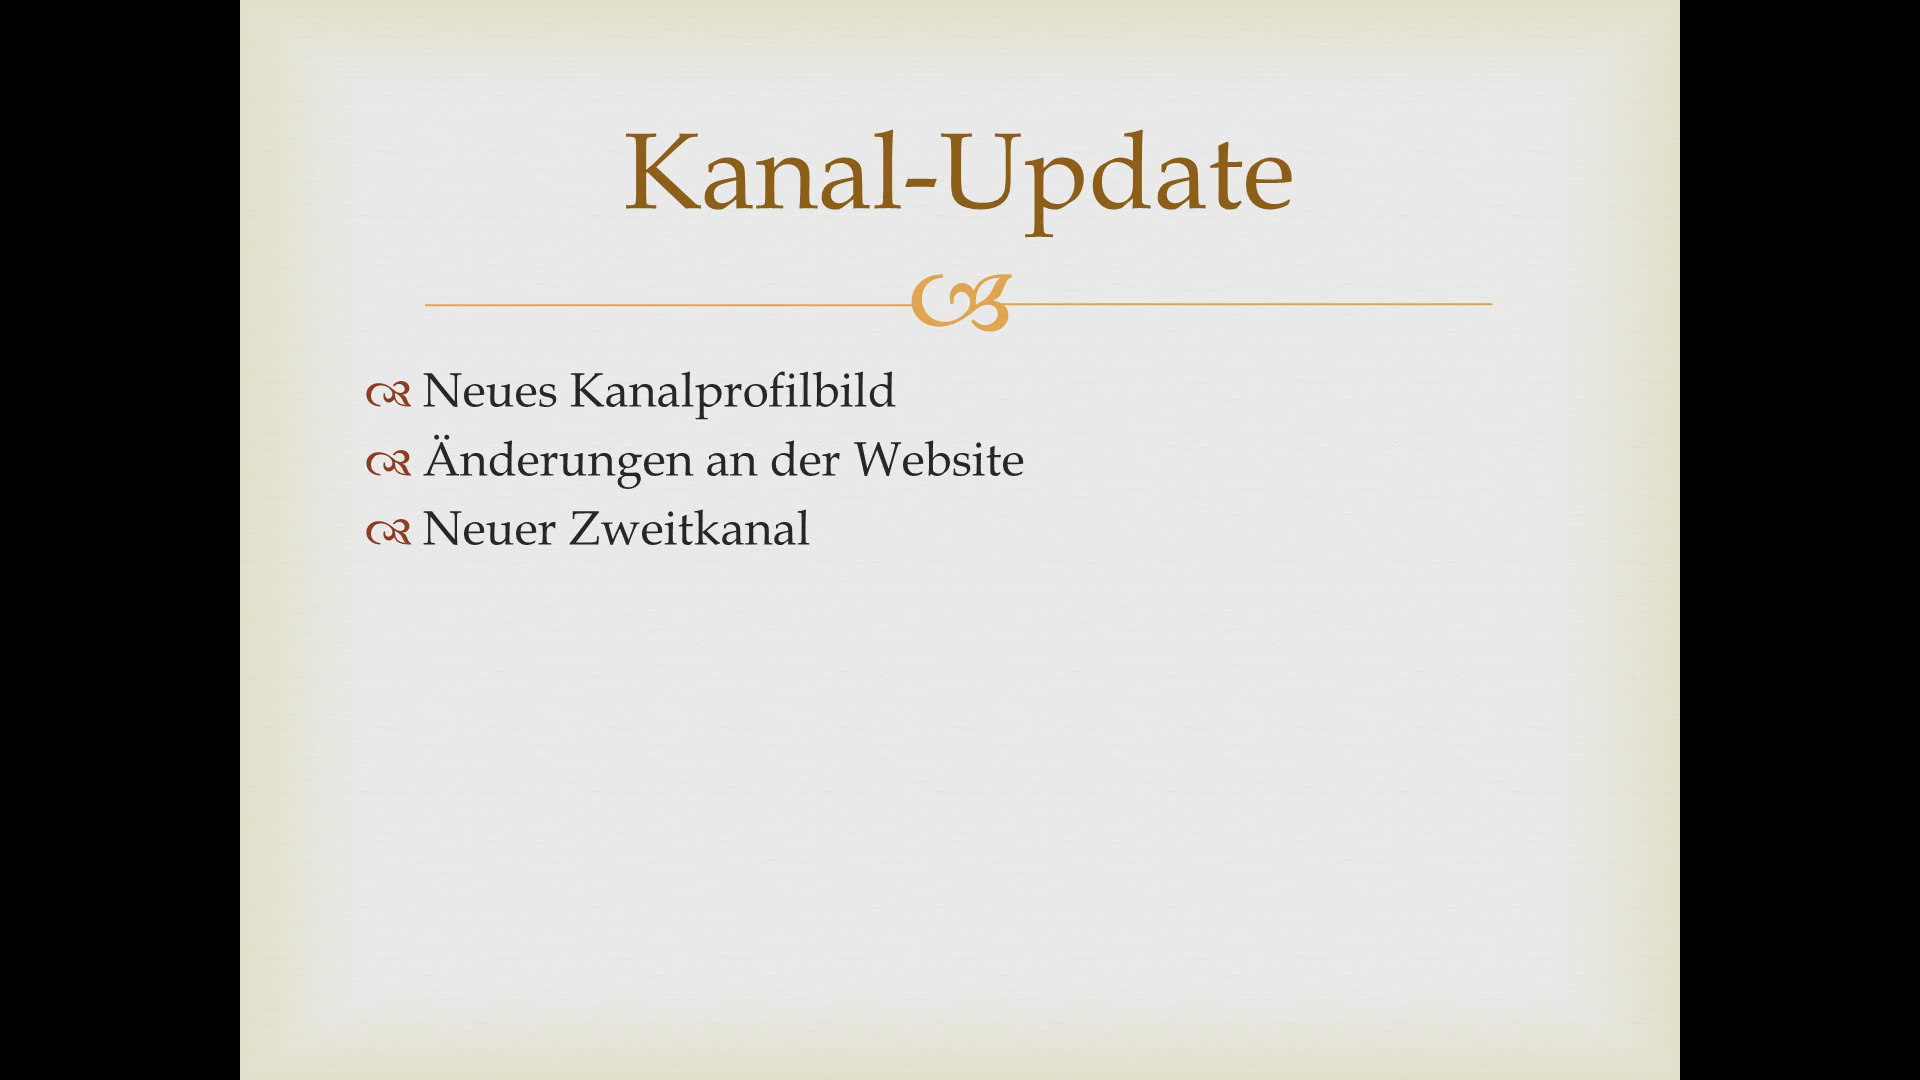 Kanal-Update
Neues Kanalprofilbild
Änderungen an der Website
Neuer Zweitkanal